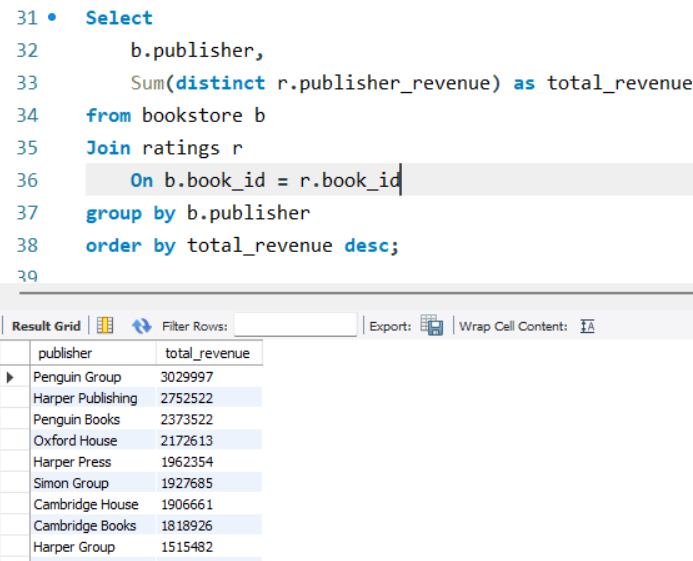 31 Select
32 b.publisher,
33 Sum(distinct r.publisher_revenue) as total_revenue
34 from bookstore b
35 Join ratings r
36 On b.book_id = r.book_id
37 group by b.publisher
38 order by total_revenue desc;
39
Result Grid Filter Rows: Export: Wrap Cell Content: IA
publisher total_revenue
Penguin Group 3029997
Harper Publishing 2752522
Penguin Books 2373522
Oxford House 2172613
Harper Press 1962354
Simon Group 1927685
Cambridge House 1906661
Cambridge Books 1818926
Harper Group 1515482